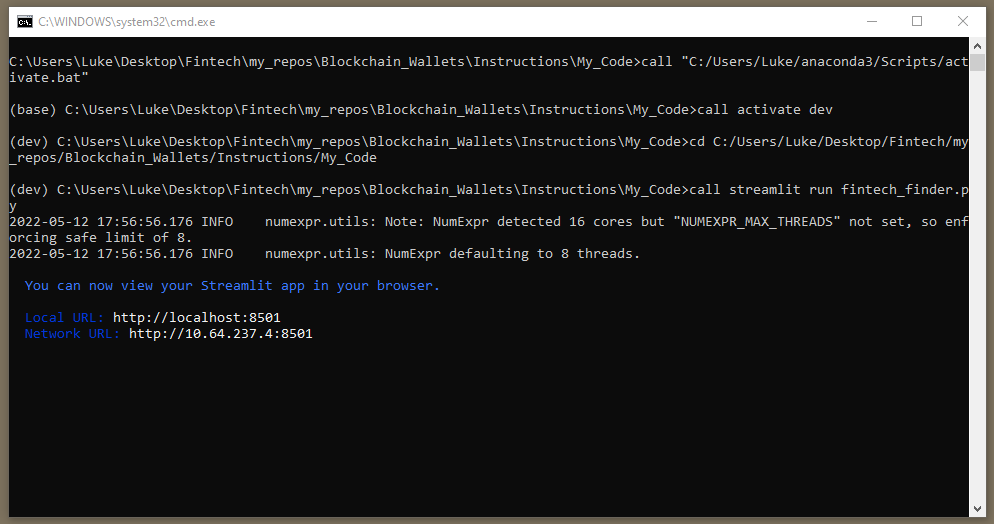 C:\WINDOWS\system32\cmd.exe
C:\Users\Luke\Desktop\Fintech\my_repos\Blockchain_Wallets\Instructions\My_Code>call "C:/Users/Luke/anaconda3/Scripts/act
ivate.bat"
(base) C:\Users\Luke\Desktop\Fintech\my_repos\Blockchain_Wallets\Instructions\My_Code>call activate dev
(dev) C:\Users\Luke\Desktop\Fintech\my_repos\Blockchain_Wallets\Instructions\My_Code>cd C:/Users/Luke/Desktop/Fintech/my
_repos/Blockchain_Wallets/Instructions/My_Code
(dev) C:\Users\Luke\Desktop\Fintech\my_repos\Blockchain_Wallets\Instructions\My_Code>call streamlit run fintech_finder.p
y
2022-05-12 17:56:56.176 INFO    numexpr.utils: Note: NumExpr detected 16 cores but "NUMEXPR_MAX_THREADS" not set, so enf
orcing safe limit of 8.
2022-05-12 17:56:56.176 INFO    numexpr.utils: NumExpr defaulting to 8 threads.
You can now view your Streamlit app in your browser.
Local URL: http://localhost:8501
Network URL: http://10.64.237.4:8501